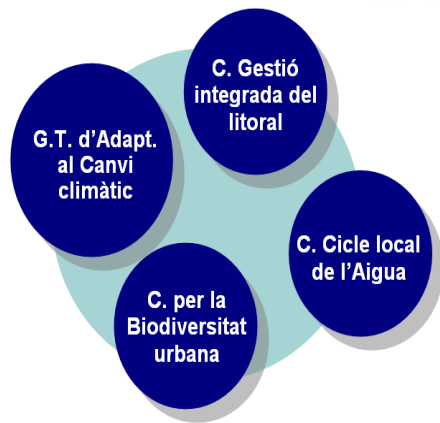 C. Gestió
integrada del
litoral
G.T. d’Adapt.
al Canvi
climàtic
C. Cicle local
de l’Aigua
C. per la
Biodiversitat
urbana